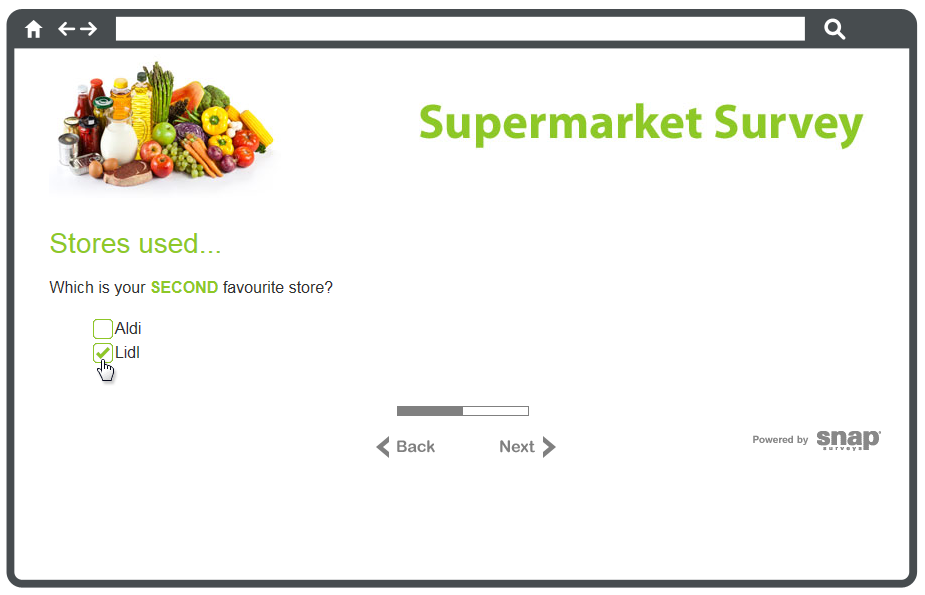 Supermarket Survey
Stores used...
Which is your SECOND favourite store?
Aldi
Lidl
Back
Next
Powered by snap
surveys